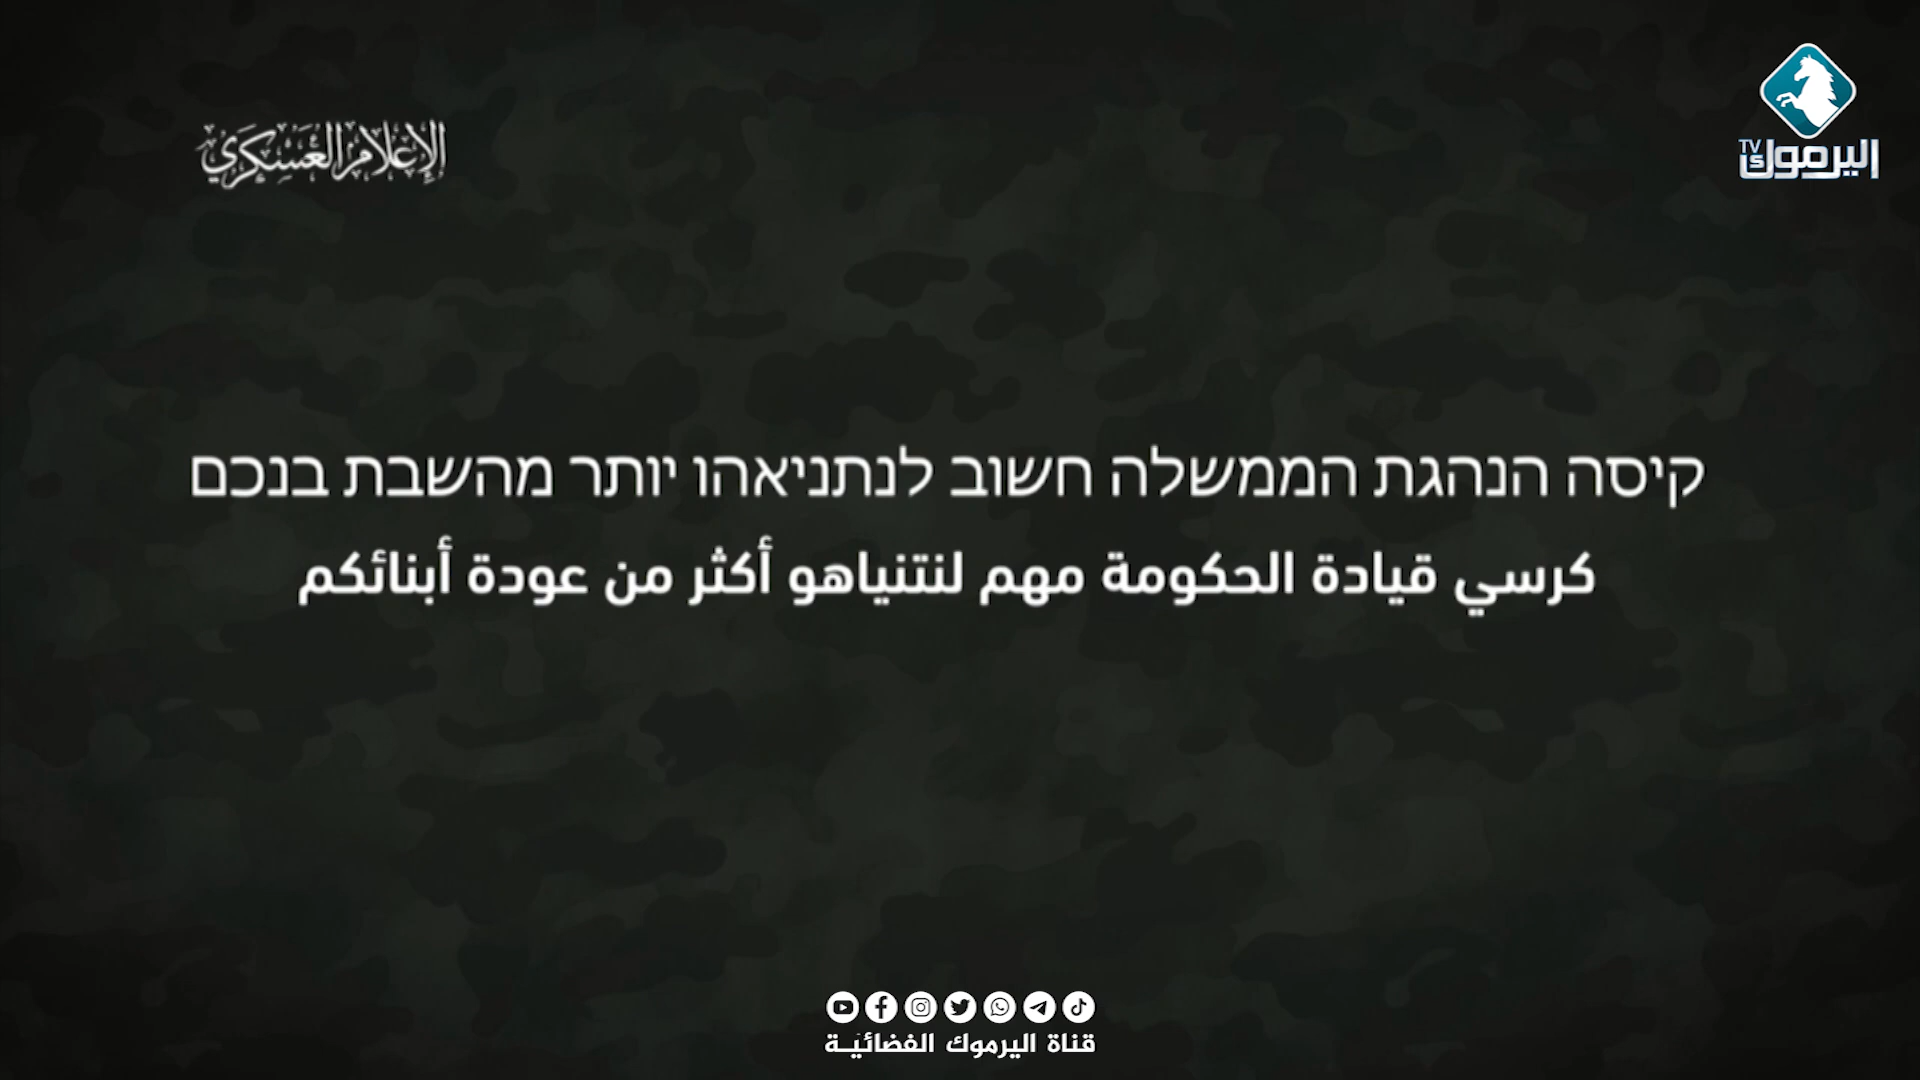 الإعلام العسكري
اليرموك
TV
קיסה הנהגת הממשלה חשוב לנתניאהו יותר מהשבת בנכם
كرسي قيادة الحكومة مهم لنتنياهو أكثر من عودة أبنائكم
قناة اليرموك الفضائيـة